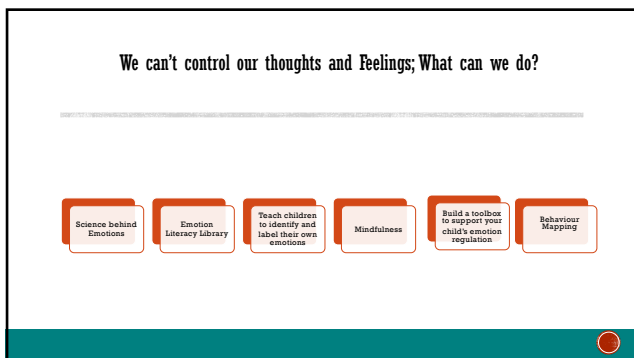 We can't control our thoughts and Feelings; What can we do?
Science behind
Emotions
Emotion
Literacy Library
Teach children
to identify and
label their own
emotions
Mindfulness
Build a toolbox
to support your
child's emotion
regulation
Behaviour
Mapping